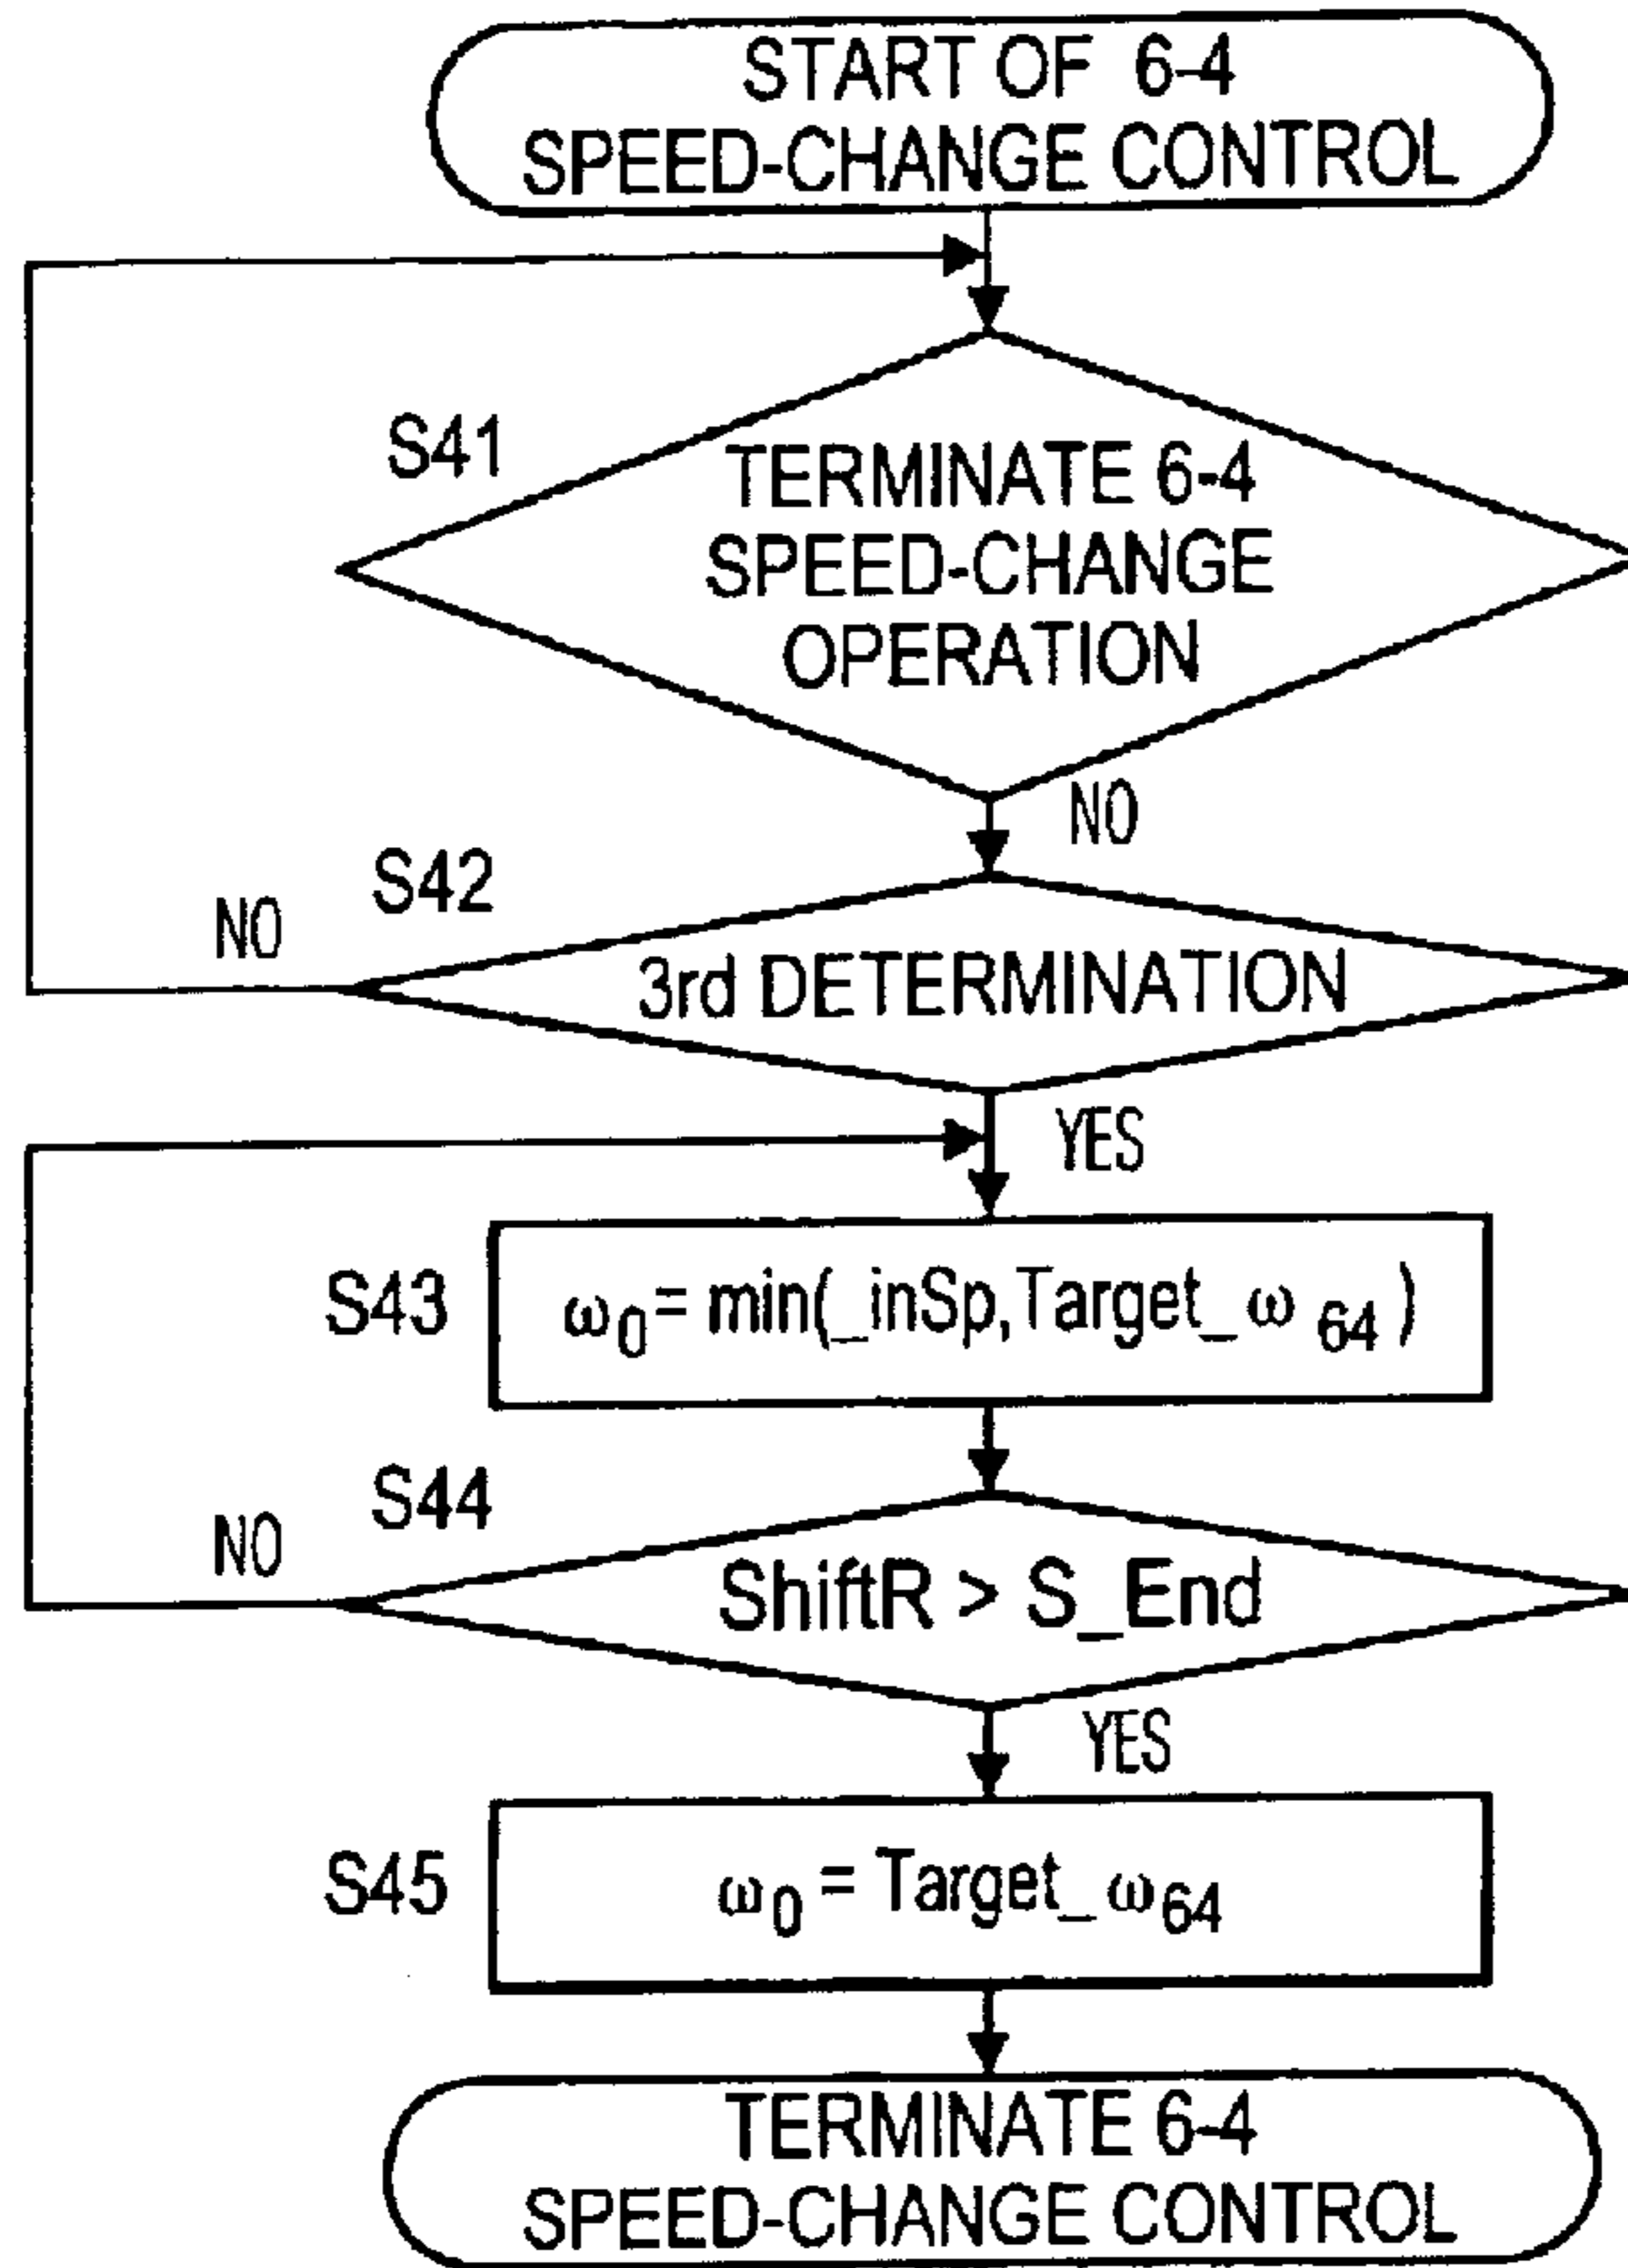 START OF 6-4
SPEED-CHANGE CONTROL
S41
TERMINATE 6-4
SPEED-CHANGE
OPERATION
NO
S42
NO
3rd DETERMINATION
YES
S43
ω0 = min(_inSp,Target_ω64)
S44
NO
ShiftR > S_End
YES
S45
ω0 = Target_ω64
TERMINATE 6-4
SPEED-CHANGE CONTROL